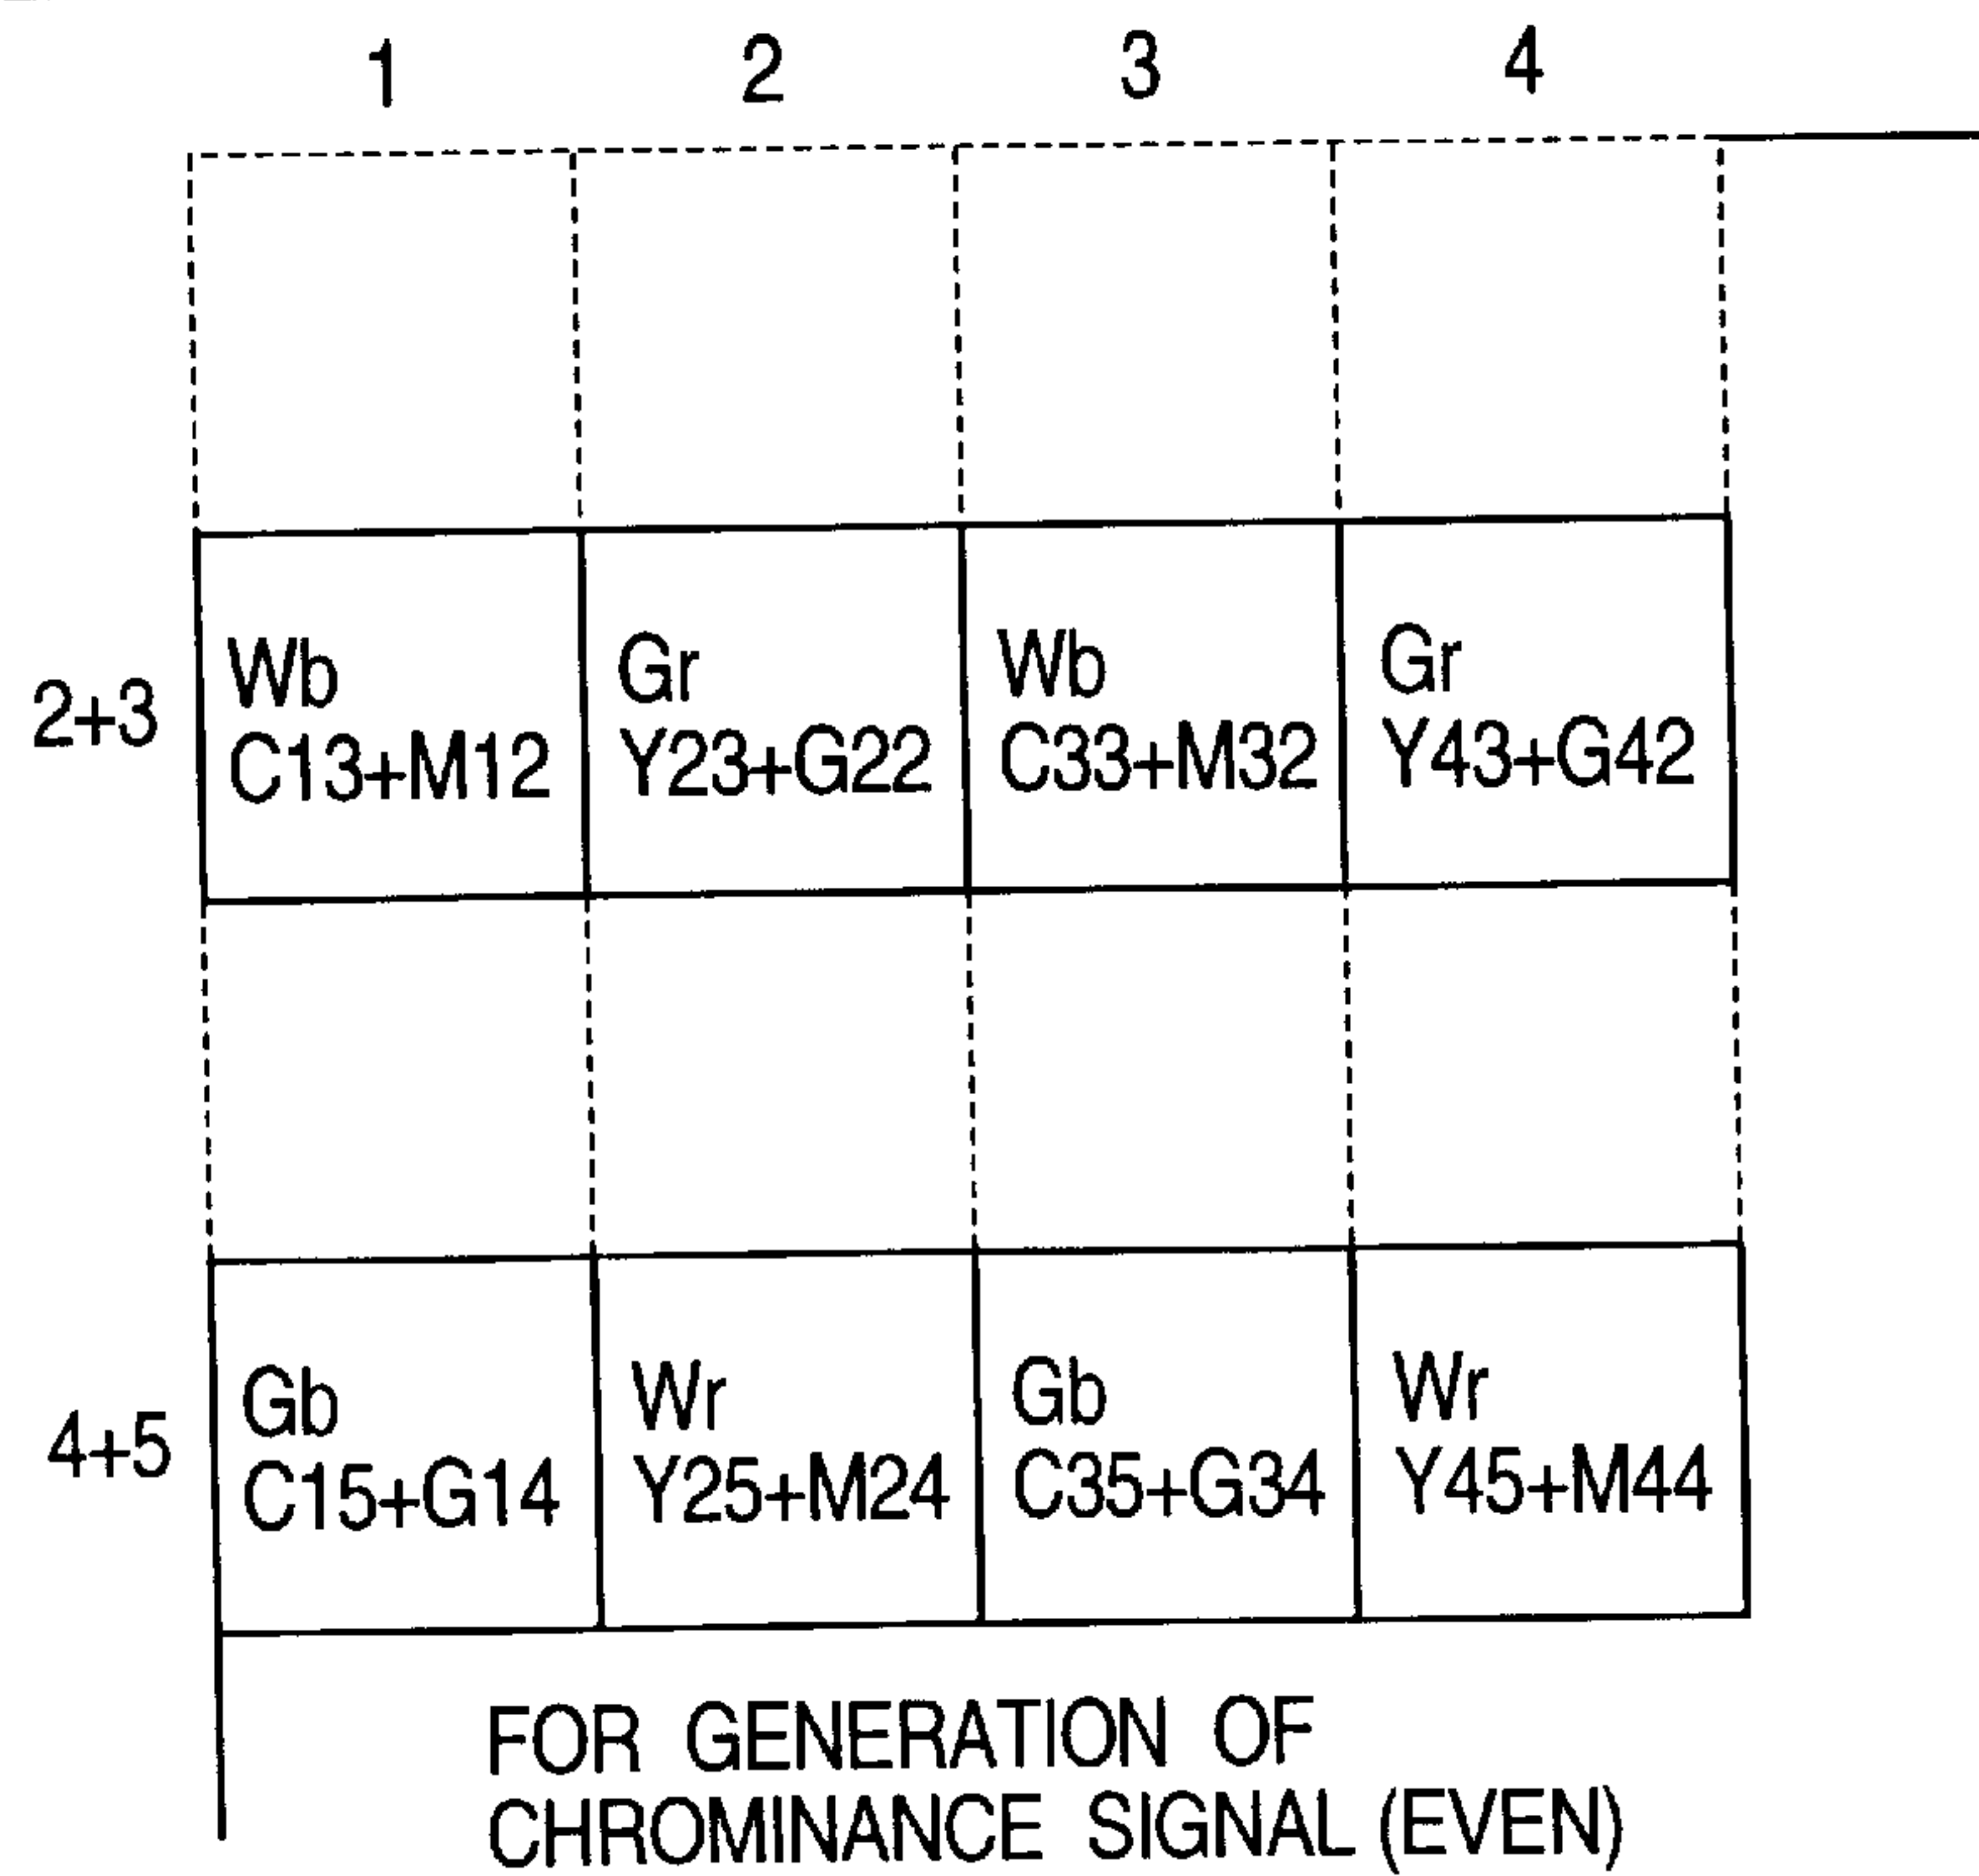 1 2 3 4
2+3
Wb Gr Wb Gr
C13+M12 Y23+G22 C33+M32 Y43+G42
4+5
Gb Wr Gb Wr
C15+G14 Y25+M24 C35+G34 Y45+M44
FOR GENERATION OF
CHROMINANCE SIGNAL (EVEN)